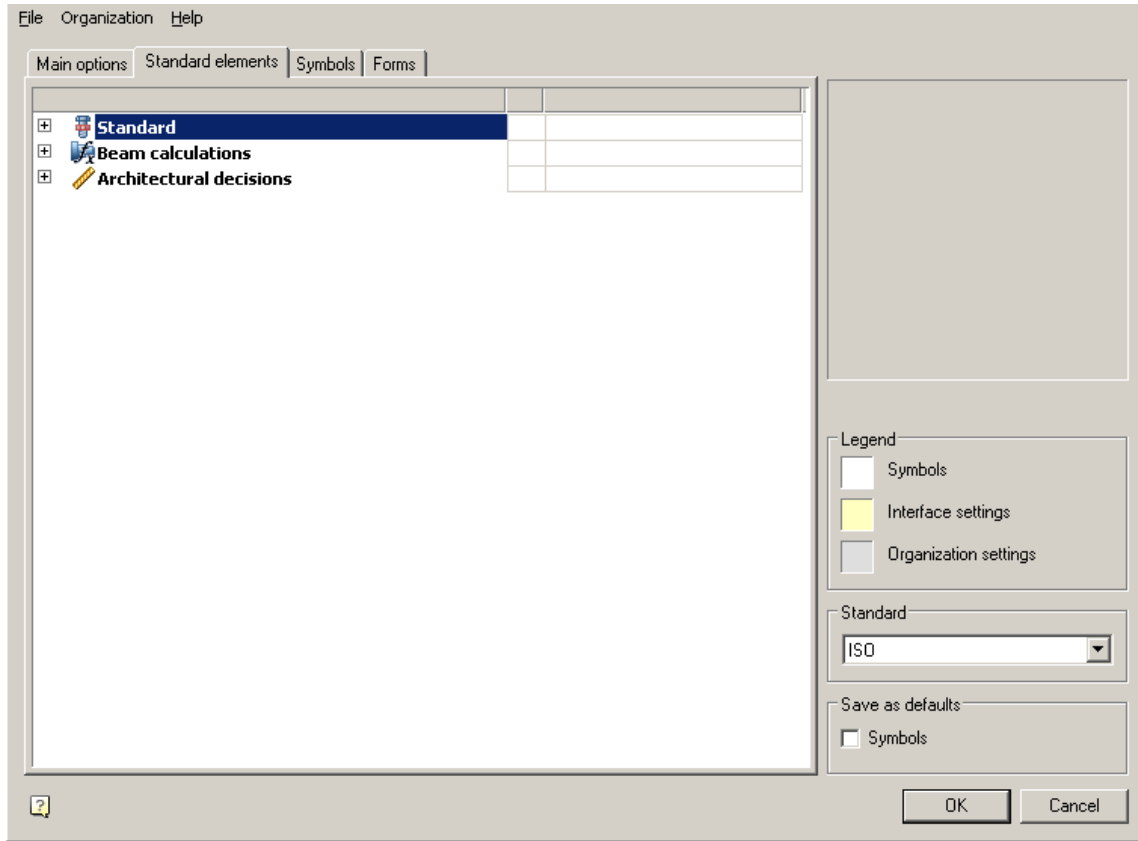 File Organization Help
Main options Standard elements Symbols Forms
Standard
Beam calculations
Architectural decisions
Legend
Symbols
Interface settings
Organization settings
Standard
ISO
Save as defaults
Symbols
?
OK Cancel